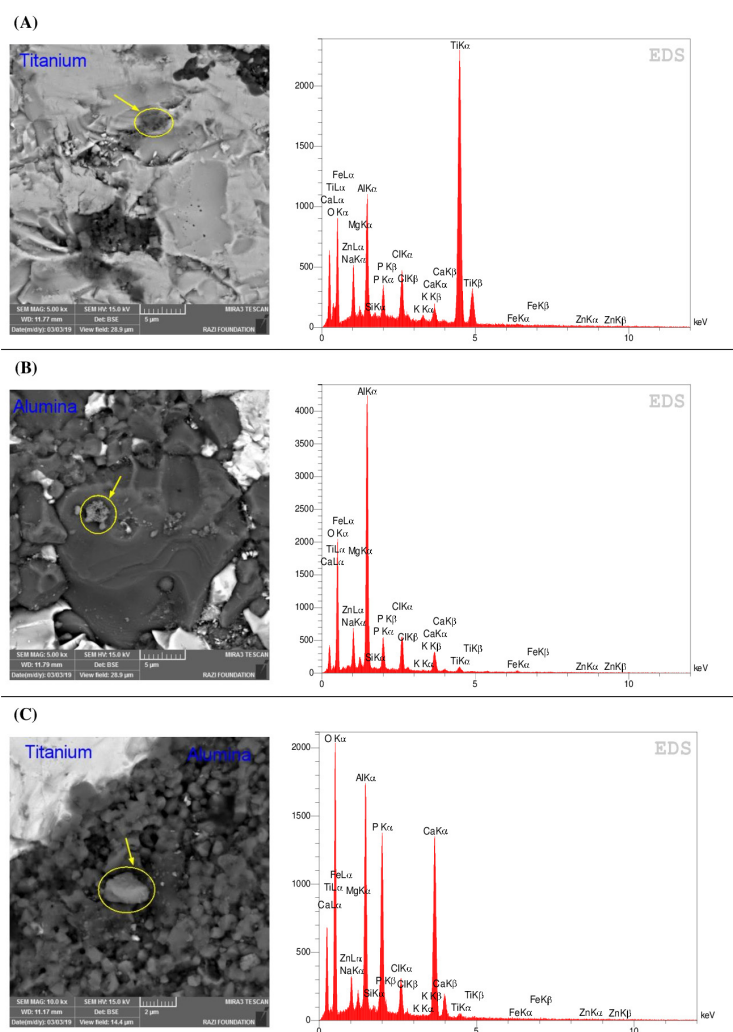 (A)
Titanium
SEM MAG: 5.00 kx
SEM HV: 15.0 kV
MIRA3 TESCAN
WD: 11.77 mm
Det: BSE
5 µm
Date(m/d/y): 03/03/19
View field: 28.9 µm
RAZI FOUNDATION
EDS
TiKα
2000
1500
1000
500
0
FeLα
TiLα
CaLα
O Kα
AlKα
MgKα
ZnLα
NaKα
ClKα
P Kβ
ClKβ
P Kα
SiKα
CaKβ
CaKα
K Kβ
K Kα
TiKβ
FeKβ
FeKα
ZnKα
ZnKβ
0
5
10
keV
(B)
Alumina
SEM MAG: 5.00 kx
SEM HV: 15.0 kV
MIRA3 TESCAN
WD: 11.79 mm
Det: BSE
5 µm
Date(m/d/y): 03/03/19
View field: 28.9 µm
RAZI FOUNDATION
EDS
AlKα
4000
3500
3000
2500
2000
1500
1000
500
0
FeLα
O Kα
TiLα
MgKα
CaLα
ZnLα
NaKα
ClKα
P Kβ
P Kα
ClKβ
SiKα
CaKβ
CaKα
K Kβ
K Kα
TiKβ
TiKα
FeKβ
FeKα
ZnKα
ZnKβ
0
5
10
keV
(C)
Titanium
Alumina
SEM MAG: 10.0 kx
SEM HV: 15.0 kV
MIRA3 TESCAN
WD: 11.17 mm
Det: BSE
2 µm
Date(m/d/y): 03/03/19
View field: 14.4 µm
RAZI FOUNDATION
EDS
O Kα
2000
1500
1000
500
0
AlKα
P Kα
CaKα
FeLα
TiLα
MgKα
CaLα
ZnLα
NaKα
ClKα
P Kβ
ClKβ
SiKα
CaKβ
K Kβ
K Kα
TiKβ
TiKα
FeKβ
FeKα
ZnKα
ZnKβ
0
5
10
keV